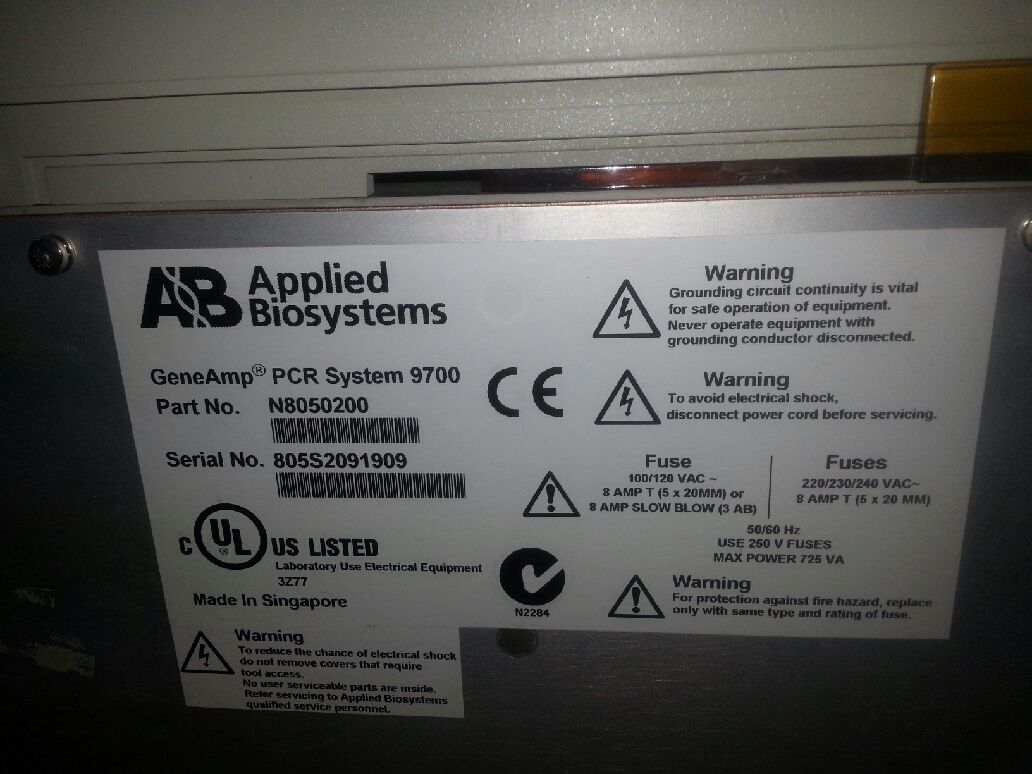 AB Applied
Biosystems
GeneAmp® PCR System 9700
Part No. N8050200
Serial No. 805S2091909
CE
C UL ® US LISTED
Laboratory Use Electrical Equipment
3Z77
Made In Singapore
N2284
Warning
To reduce the chance of electrical shock
do not remove covers that require
tool access.
No user serviceable parts are inside.
Refer servicing to Applied Biosystems
qualified service personnel.
Warning
Grounding circuit continuity is vital
for safe operation of equipment.
Never operate equipment with
grounding conductor disconnected.
Warning
To avoid electrical shock,
disconnect power cord before servicing.
Fuse
100/120 VAC ~
8 AMP T (5 x 20MM) or
8 AMP SLOW BLOW (3 AB)
Fuses
220/230/240 VAC~
8 AMP T (5 x 20 MM)
50/60 Hz
USE 250 V FUSES
MAX POWER 725 VA
Warning
For protection against fire hazard, replace
only with same type and rating of fuse.